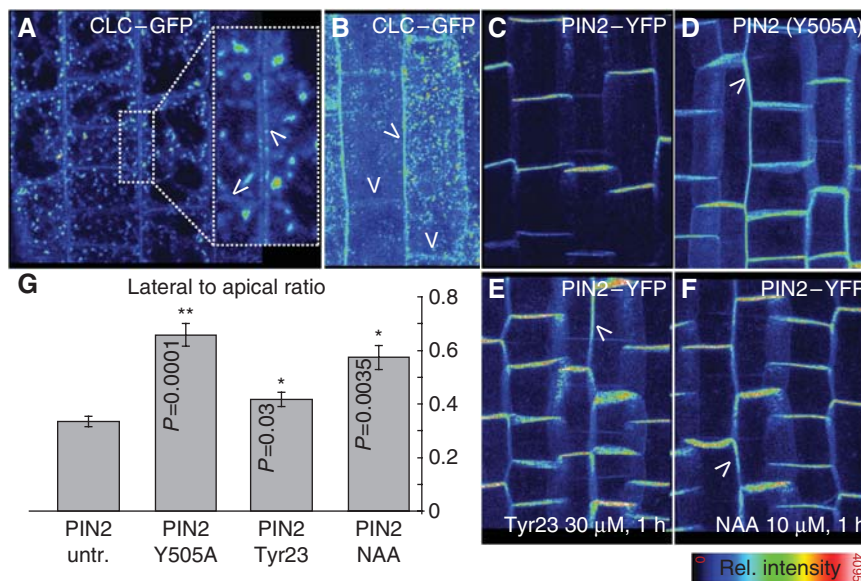 A CLC–GFP
B CLC–GFP
C PIN2–YFP
D PIN2 (Y505A)
E PIN2–YFP
Tyr23 30 μM, 1 h
F PIN2–YFP
NAA 10 μM, 1 h
G Lateral to apical ratio
0.8
0.6
0.4
0.2
0
**
P=0.0001
*
P=0.03
*
P=0.0035
PIN2 untr.
PIN2 Y505A
PIN2 Tyr23
PIN2 NAA
0 Rel. intensity 4095